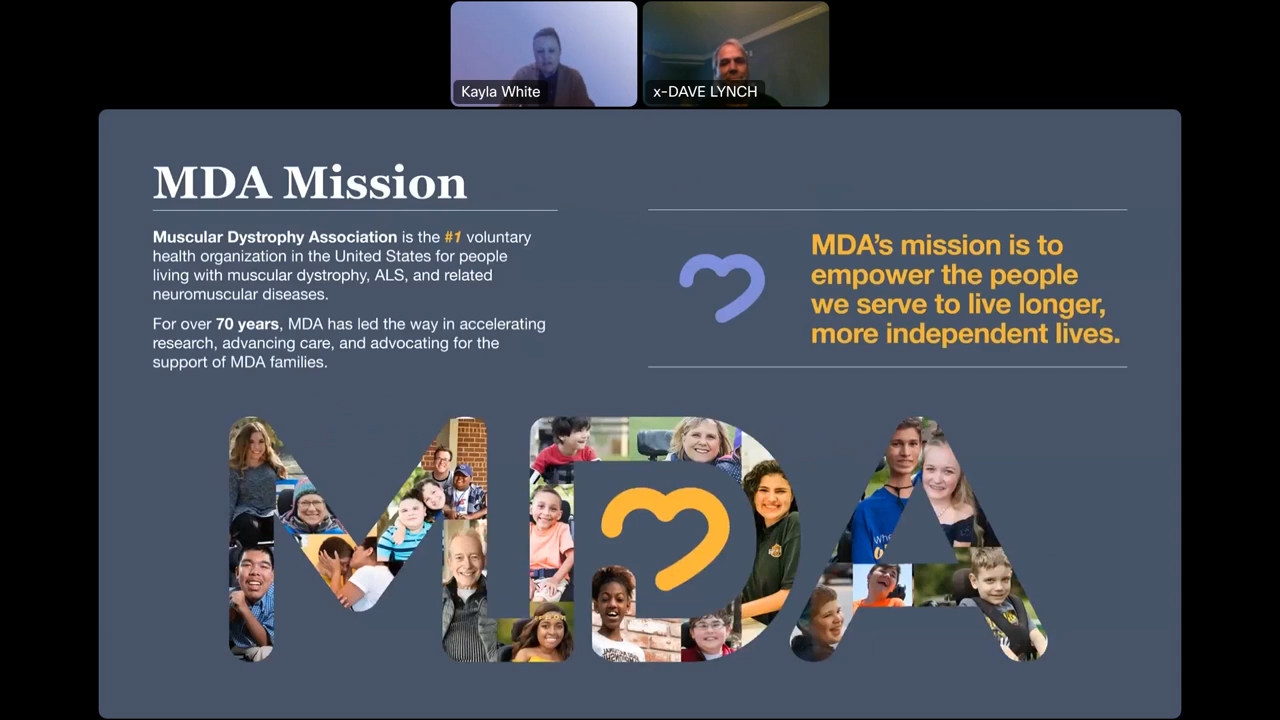 Kayla White
x-DAVE LYNCH
MDA Mission
Muscular Dystrophy Association is the #1 voluntary
health organization in the United States for people
living with muscular dystrophy, ALS, and related
neuromuscular diseases.
For over 70 years, MDA has led the way in accelerating
research, advancing care, and advocating for the
support of MDA families.
MDA’s mission is to
empower the people
we serve to live longer,
more independent lives.
MDA